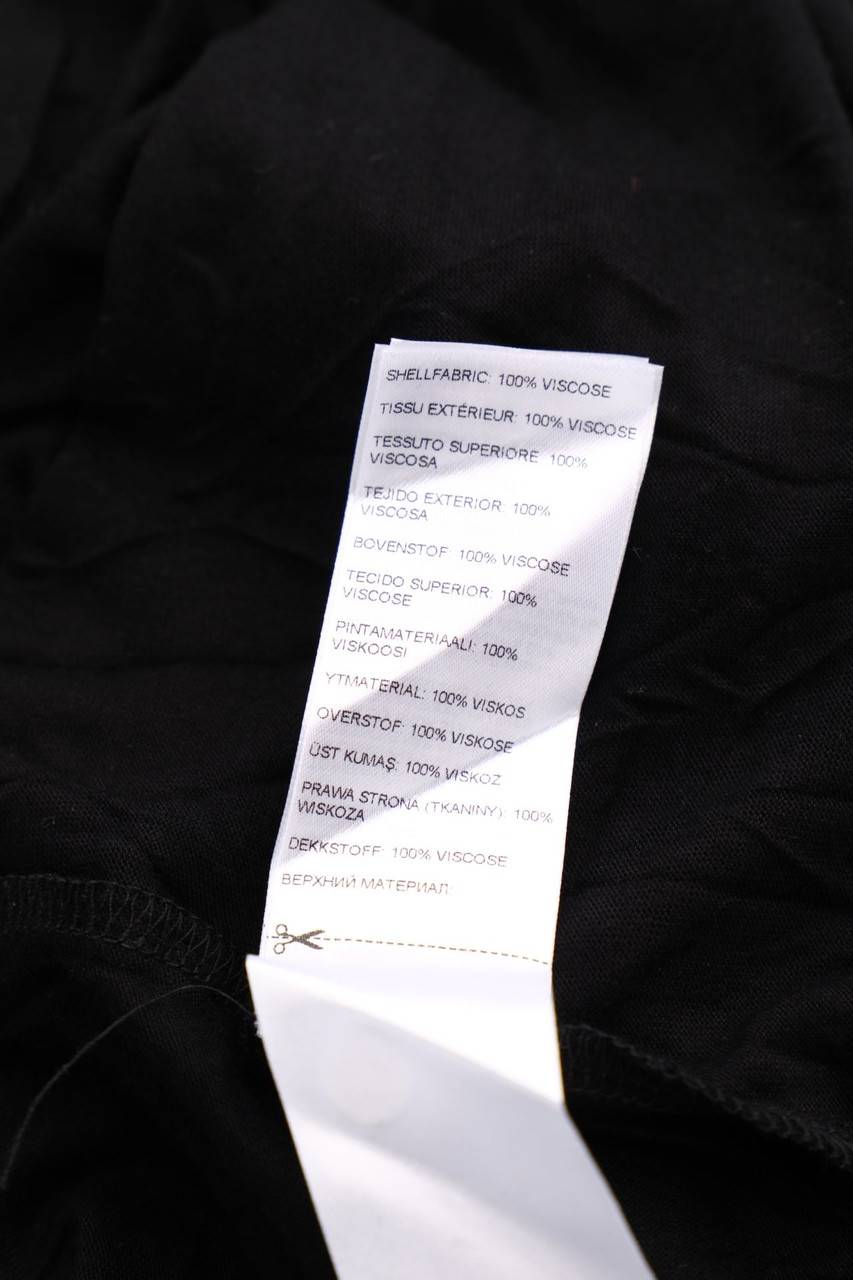 SHELLFABRIC: 100% VISCOSE
TISSU EXTÉRIEUR: 100% VISCOSE
TESSUTO SUPERIORE: 100%
VISCOSA
TEJIDO EXTERIOR: 100%
VISCOSA
BOVENSTOF: 100% VISCOSE
TECIDO SUPERIOR: 100%
VISCOSE
PINTAMATERIAALI: 100%
VISKOOSI
YTMATERIAL: 100% VISKOS
OVERSTOF: 100% VISKOSE
ÜST KUMAŞ: 100% VISKOZ
PRAWA STRONA (TKANINY): 100%
WISKOZA
DEKKSTOFF: 100% VISCOSE
ВЕРХНИЙ МАТЕРИАЛ: